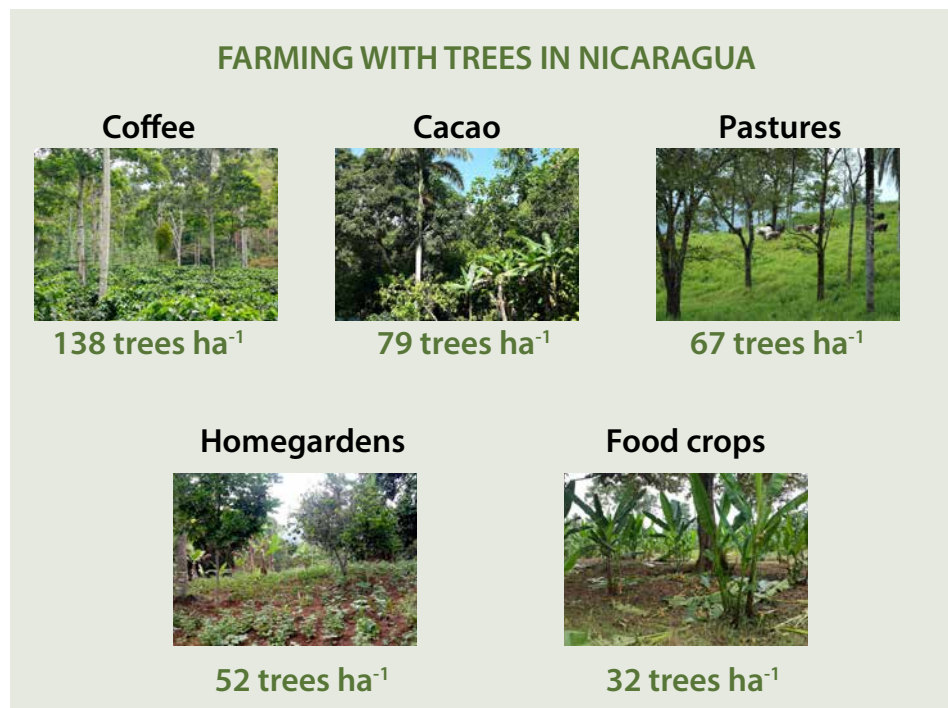 FARMING WITH TREES IN NICARAGUA
Coffee
Cacao
Pastures
138 trees ha⁻¹
79 trees ha⁻¹
67 trees ha⁻¹
Homegardens
Food crops
52 trees ha⁻¹
32 trees ha⁻¹